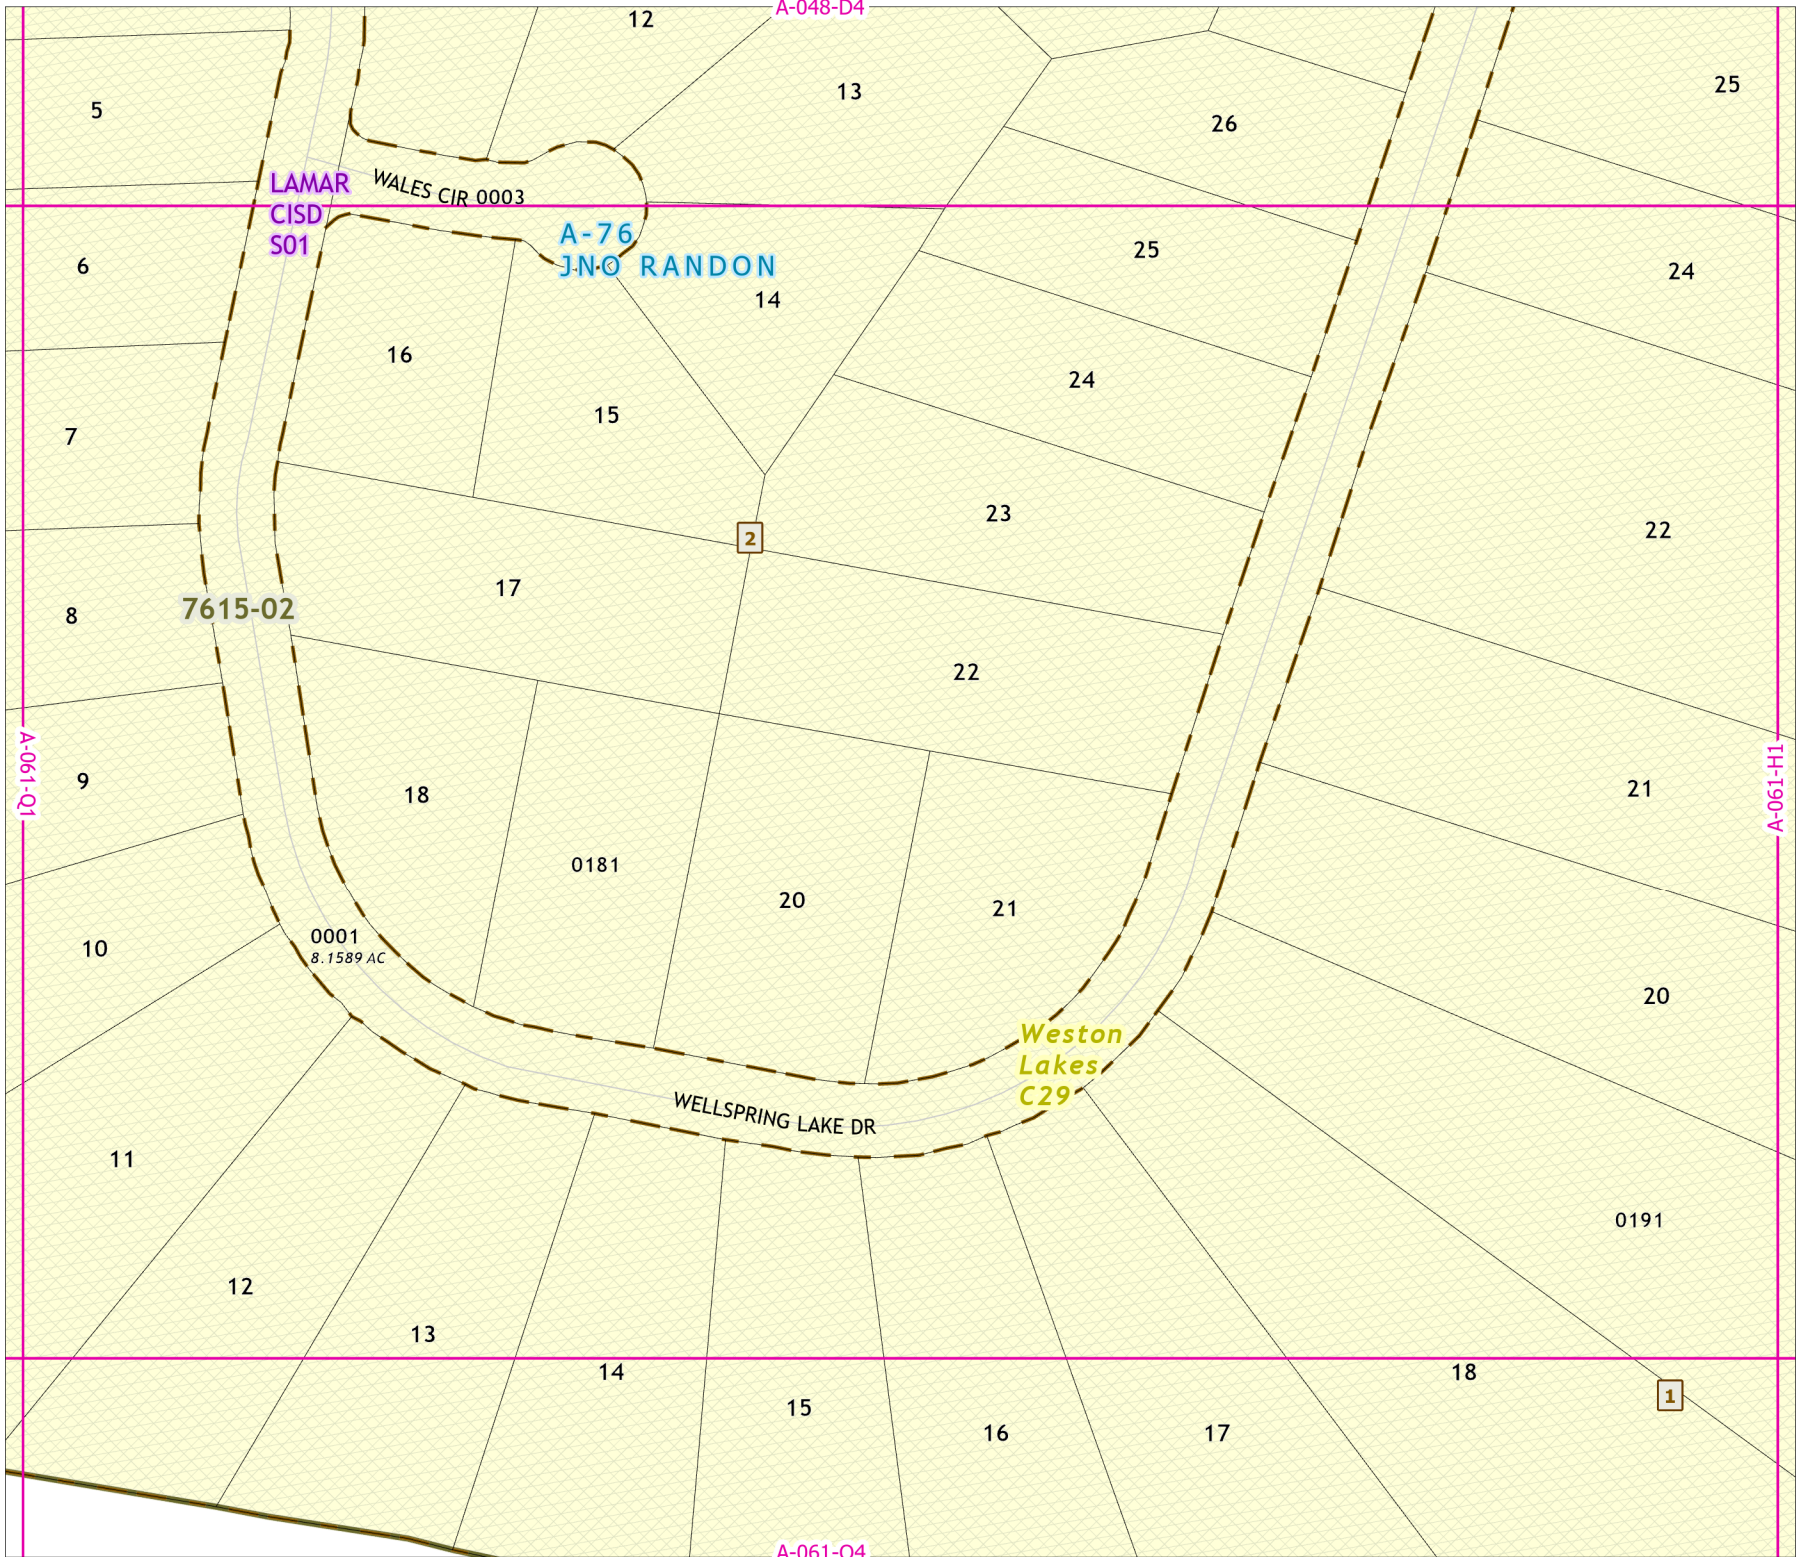 A-048-D4
12
13
25
5
26
WALES CIR 0003
LAMAR
CISD
S01
A-76
JNO RANDON
25
6
24
14
16
24
15
7
23
22
2
17
7615-02
8
22
A-061-Q1
A-061-H1
9
18
21
0181
20
21
0001
8.1589 AC
10
20
Weston
Lakes
C29
WELLSPRING LAKE DR
11
0191
12
13
14
18
1
15
16
17
A-061-O4